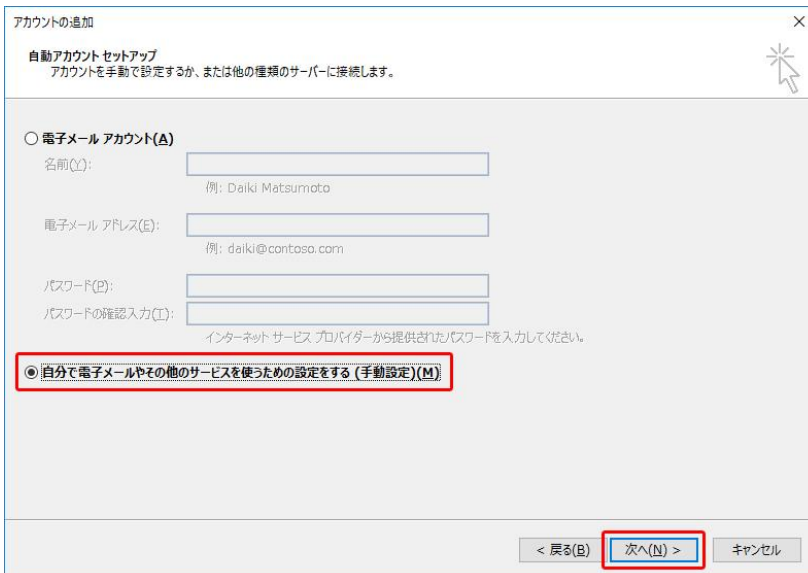 アカウントの追加
自動アカウント セットアップ
アカウントを手動で設定するか、または他の種類のサーバーに接続します。
電子メール アカウント(A)
名前(Y):
例: Daiki Matsumoto
電子メール アドレス(E):
例: daiki@contoso.com
パスワード(P):
パスワードの確認入力(T):
インターネット サービス プロバイダーから提供されたパスワードを入力してください。
自分で電子メールやその他のサービスを使うための設定をする (手動設定)(M)
< 戻る(B) 次へ(N) > キャンセル